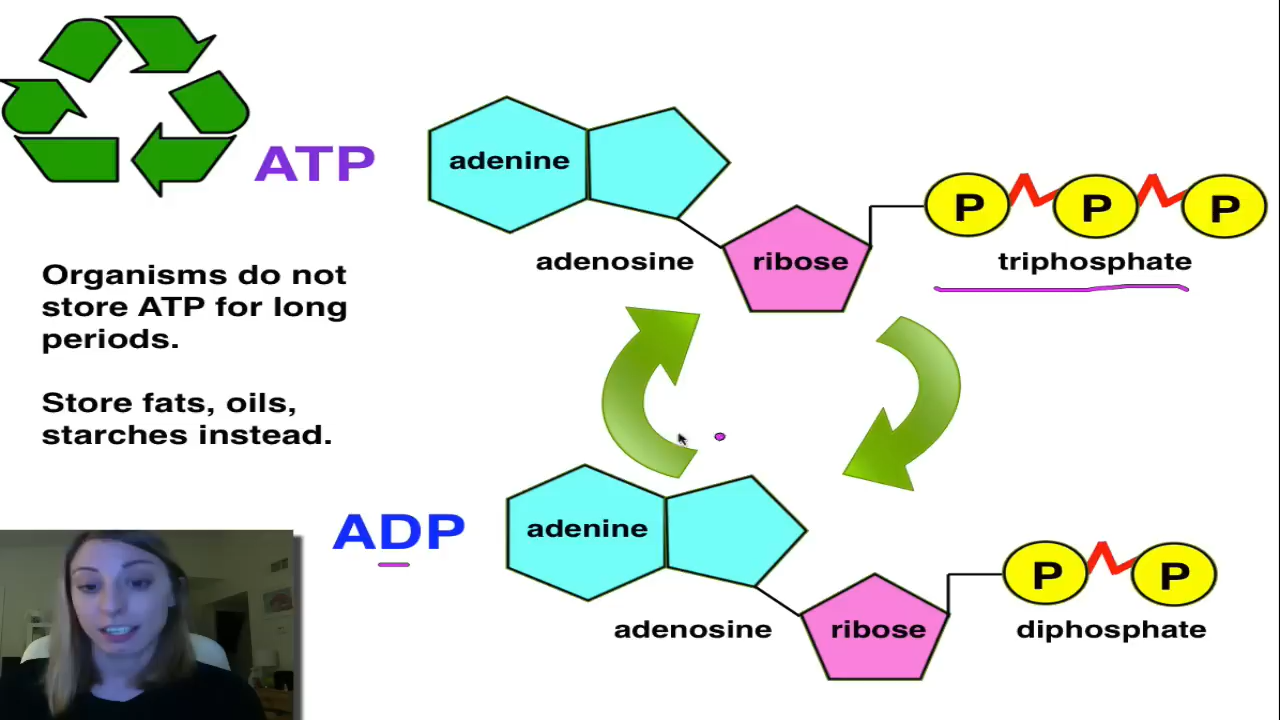 ATP
adenine
P P P
adenosine
ribose
triphosphate
Organisms do not
store ATP for long
periods.
Store fats, oils,
starches instead.
ADP
adenine
P P
adenosine
ribose
diphosphate